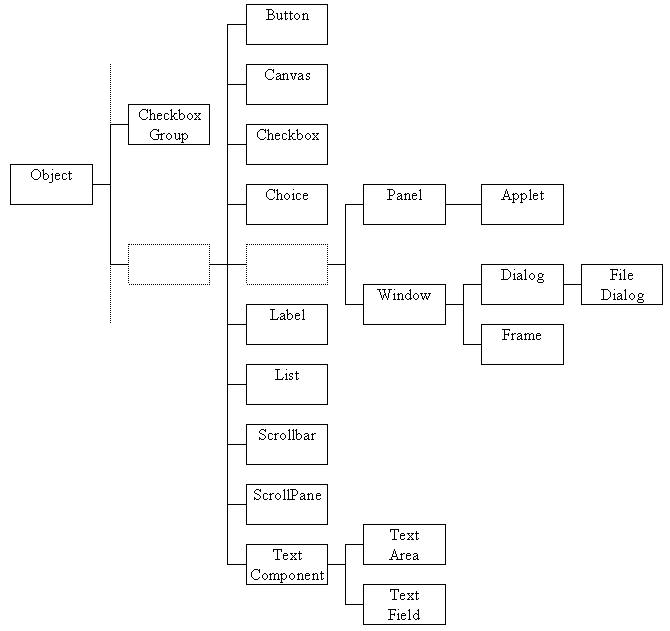 Button
Canvas
Checkbox
Group
Checkbox
Object
Choice
Panel
Applet
Window
Dialog
File
Dialog
Label
Frame
List
Scrollbar
ScrollPane
Text
Component
Text
Area
Text
Field